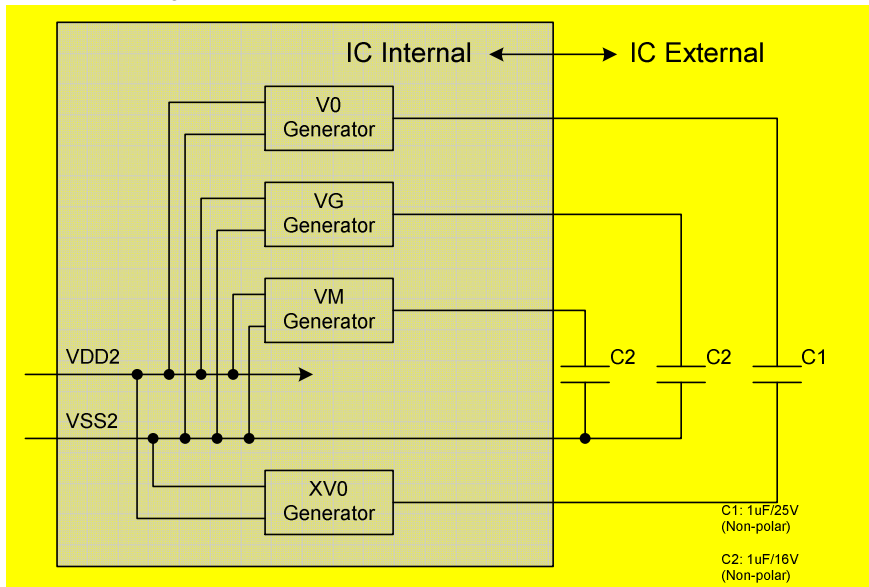 IC Internal
IC External
V0
Generator
VG
Generator
VM
Generator
VDD2
C2
C2
C1
VSS2
XV0
Generator
C1: 1uF/25V
(Non-polar)
C2: 1uF/16V
(Non-polar)